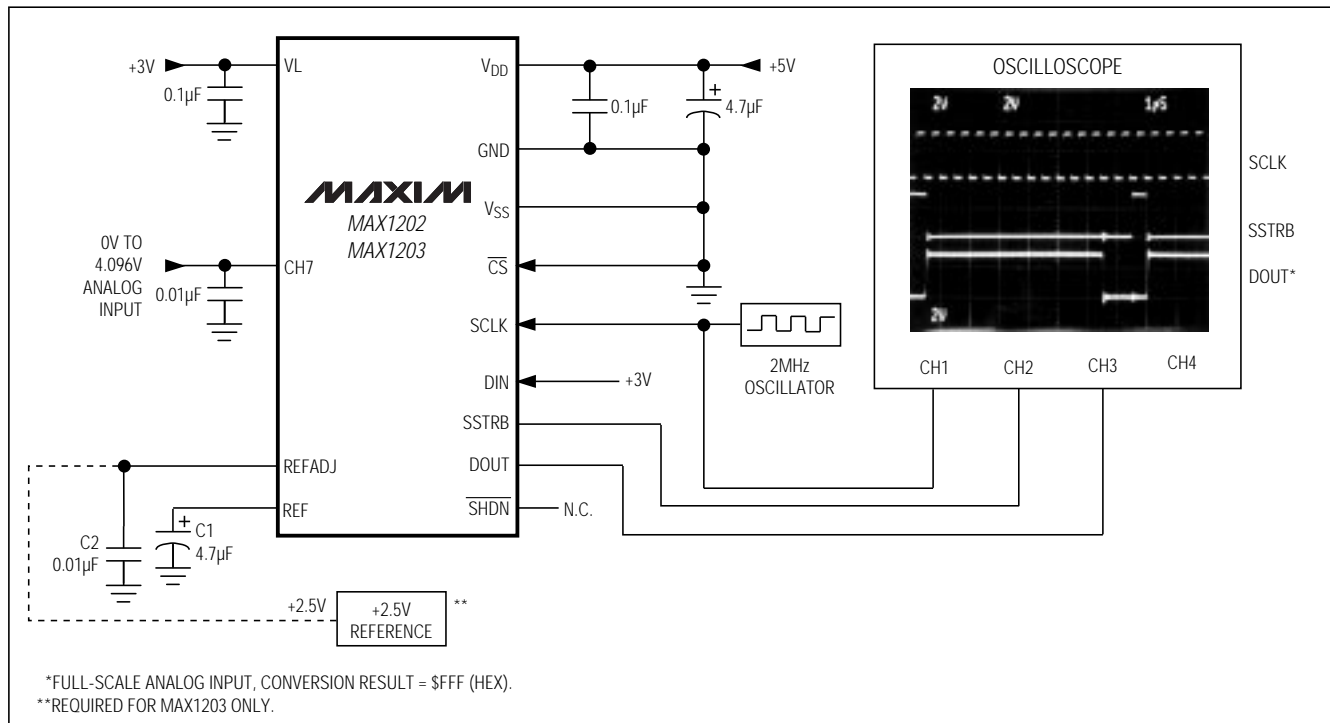 +3V
VL
0.1µF
VDD
+5V
0.1µF
+
4.7µF
GND
MAXIM
MAX1202
MAX1203
VSS
0V TO
4.096V
ANALOG
INPUT
CH7
0.01µF
CS
SCLK
2MHz
OSCILLATOR
DIN
+3V
SSTRB
DOUT
SHDN
N.C.
REFADJ
REF
+
C1
4.7µF
C2
0.01µF
+2.5V
+2.5V
REFERENCE
**
OSCILLOSCOPE
2V
2V
1µS
SCLK
SSTRB
DOUT*
2V
CH1
CH2
CH3
CH4
*FULL-SCALE ANALOG INPUT, CONVERSION RESULT = $FFF (HEX).
**REQUIRED FOR MAX1203 ONLY.